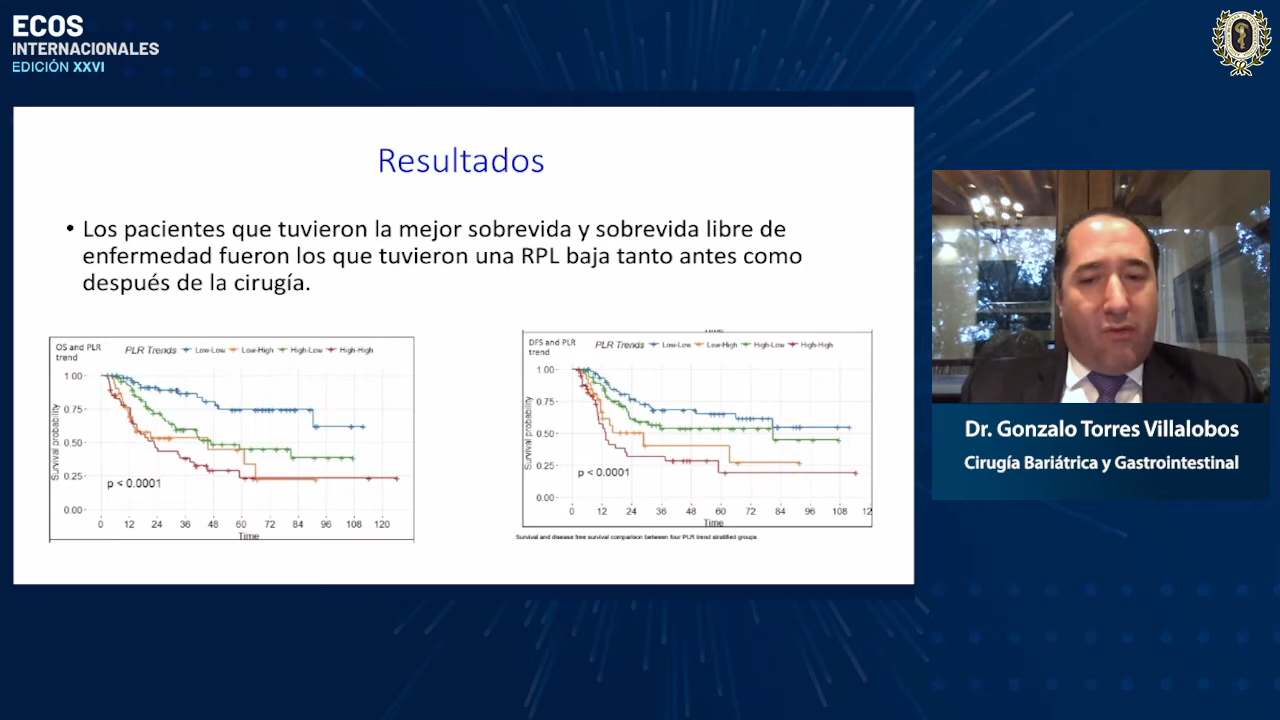 ECOS
INTERNACIONALES
EDICIÓN XXVI
Resultados
• Los pacientes que tuvieron la mejor sobrevida y sobrevida libre de
enfermedad fueron los que tuvieron una RPL baja tanto antes como
después de la cirugía.
OS and PLR
trend
PLR Trends Low-Low Low-High High-Low High-High
Survival probability
1.00
0.75
0.50
0.25
0.00
p < 0.0001
0 12 24 36 48 60 72 84 96 108 120
Time
DFS and PLR
trend
PLR Trends Low-Low Low-High High-Low High-High
Survival probability
1.00
0.75
0.50
0.25
0.00
p < 0.0001
0 12 24 36 48 60 72 84 96 108 12
Time
Survival and disease free survival comparison between four PLR trend stratified groups
Dr. Gonzalo Torres Villalobos
Cirugía Bariátrica y Gastrointestinal